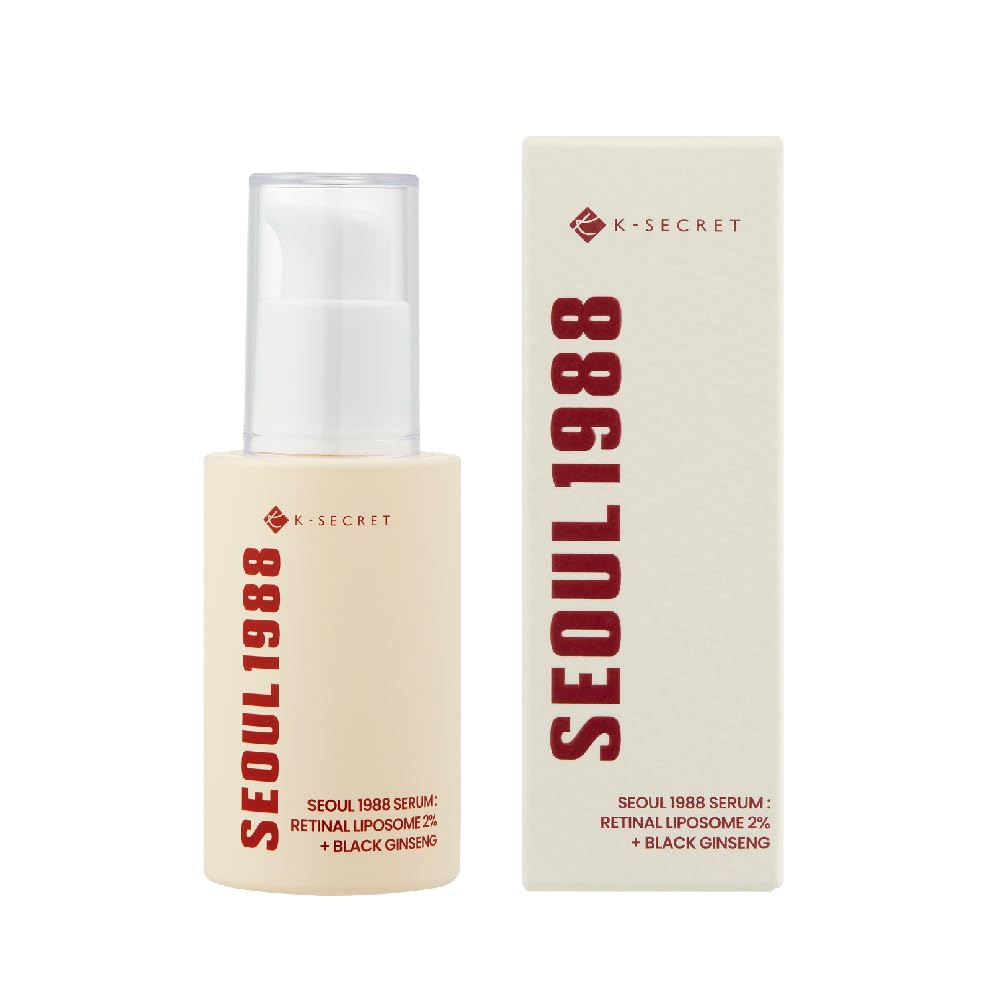 K-SECRET
SEOUL1988
SEOUL 1988 SERUM :
RETINAL LIPOSOME 2%
+ BLACK GINSENG
K-SECRET
SEOUL1988
SEOUL 1988 SERUM :
RETINAL LIPOSOME 2%
+ BLACK GINSENG